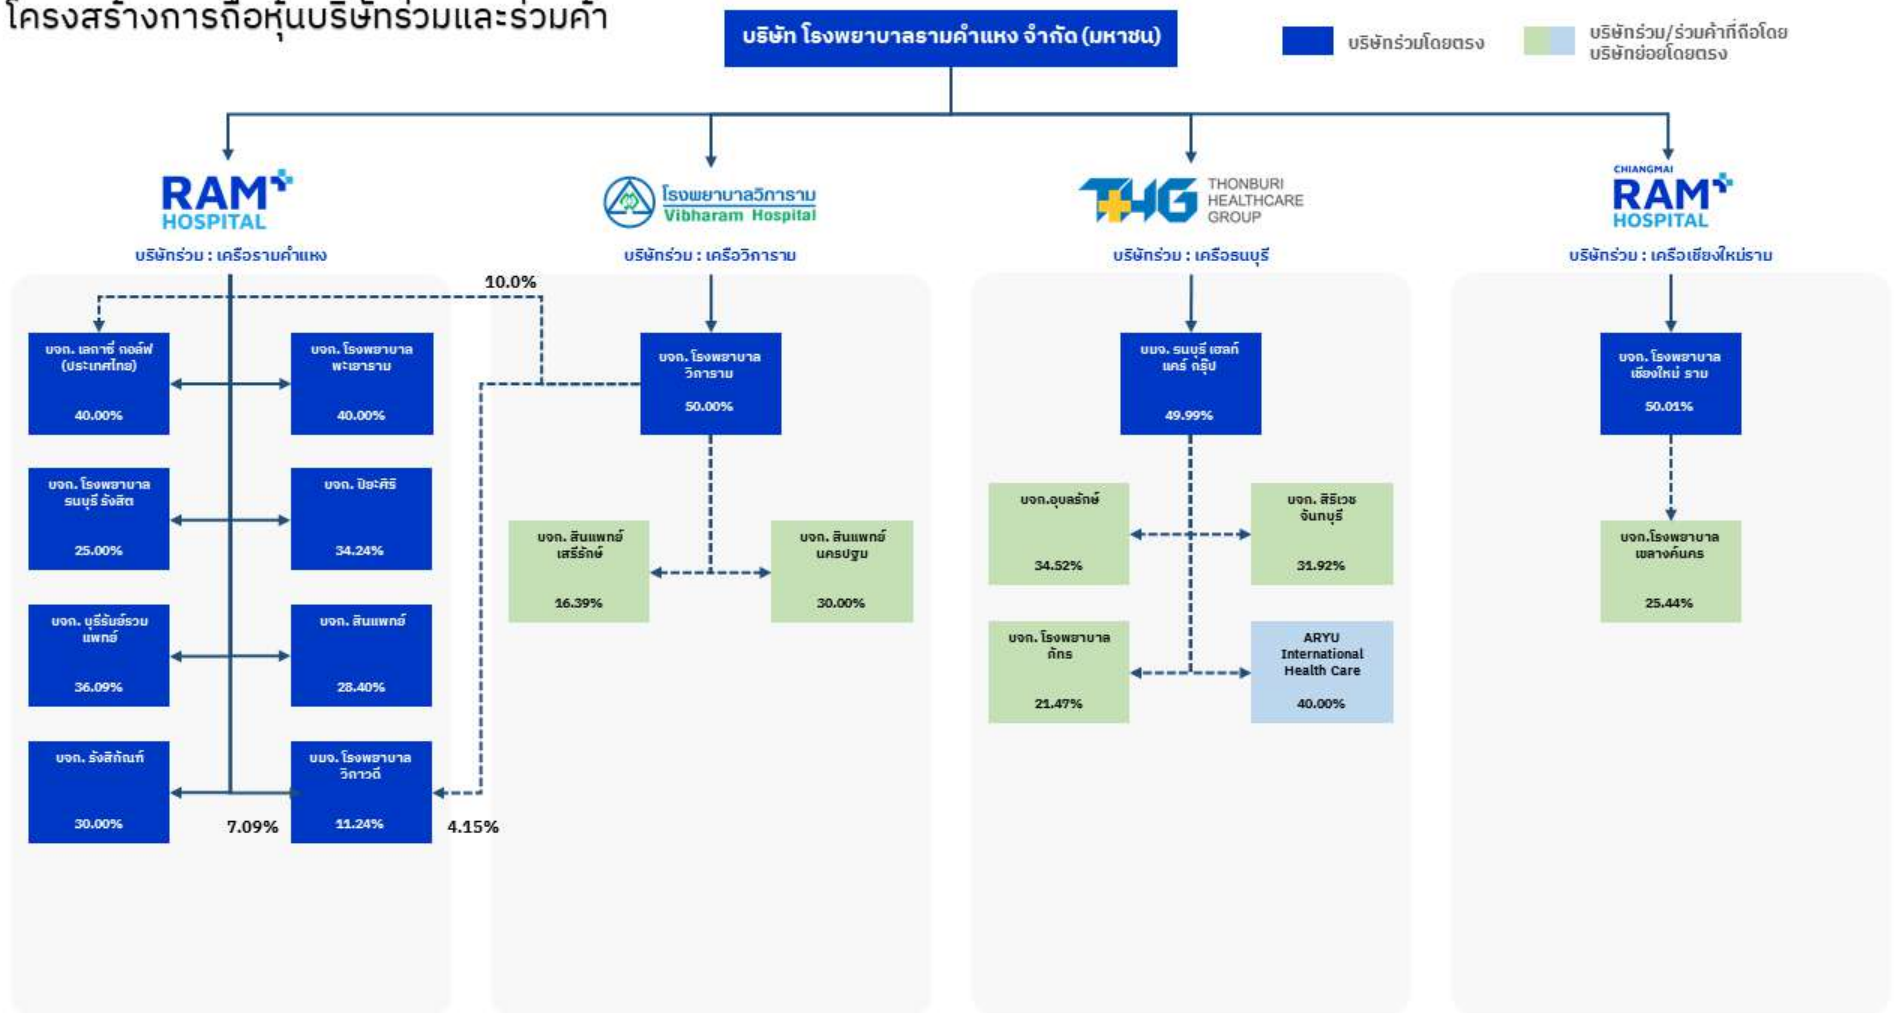 โครงสร้างการถือหุ้นบริษัทร่วมและร่วมค้า
บริษัท โรงพยาบาลรามคำแหง จำกัด (มหาชน)
บริษัทร่วมโดยตรง
บริษัทร่วม/ร่วมค้าที่ถือโดย
บริษัทย่อยโดยตรง
RAM
HOSPITAL
บริษัทร่วม : เครือรามคำแหง
โรงพยาบาลวิภาราม
Vibharam Hospital
บริษัทร่วม : เครือวิภาราม
THG
THONBURI
HEALTHCARE
GROUP
บริษัทร่วม : เครือธนบุรี
CHIANGMAI
RAM
HOSPITAL
บริษัทร่วม : เครือเชียงใหม่ราม
10.0%
บจก. เลกาซี่ กอล์ฟ
(ประเทศไทย)
40.00%
บจก. โรงพยาบาล
พะเยาราม
40.00%
บจก. โรงพยาบาล
ธนบุรี รังสิต
25.00%
บจก. ปิยะศิริ
34.24%
บจก. บุรีรัมย์รวม
แพทย์
36.09%
บจก. สินแพทย์
28.40%
บจก. รังสิภัณฑ์
30.00%
7.09%
บมจ. โรงพยาบาล
วิภาวดี
11.24%
4.15%
บจก. โรงพยาบาล
วิภาราม
50.00%
บจก. สินแพทย์
เสรีรักษ์
16.39%
บจก. สินแพทย์
นครปฐม
30.00%
บมจ. ธนบุรี เฮลท์
แคร์ กรุ๊ป
49.99%
บจก.อุบลรักษ์
34.52%
บจก. สิริเวช
จันทบุรี
31.92%
บจก. โรงพยาบาล
ภัทร
21.47%
ARYU
International
Health Care
40.00%
บจก. โรงพยาบาล
เชียงใหม่ ราม
50.01%
บจก.โรงพยาบาล
เขลางค์นคร
25.44%